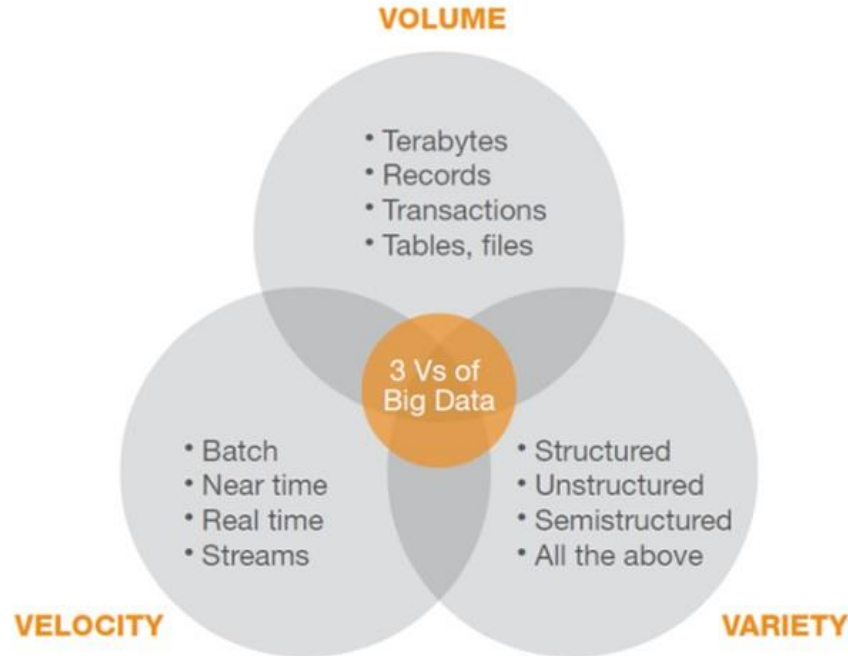 VOLUME
• Terabytes
• Records
• Transactions
• Tables, files
3 Vs of
Big Data
• Batch
• Near time
• Real time
• Streams
• Structured
• Unstructured
• Semistructured
• All the above
VELOCITY
VARIETY